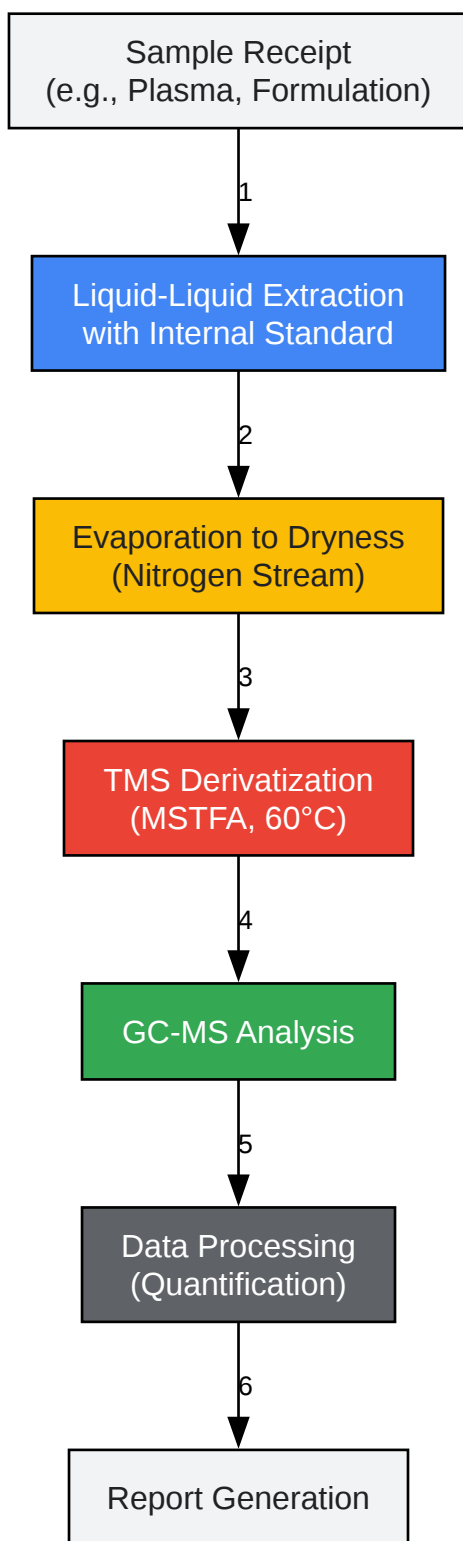 Sample Receipt
(e.g., Plasma, Formulation)
1
Liquid-Liquid Extraction
with Internal Standard
2
Evaporation to Dryness
(Nitrogen Stream)
3
TMS Derivatization
(MSTFA, 60°C)
4
GC-MS Analysis
5
Data Processing
(Quantification)
6
Report Generation